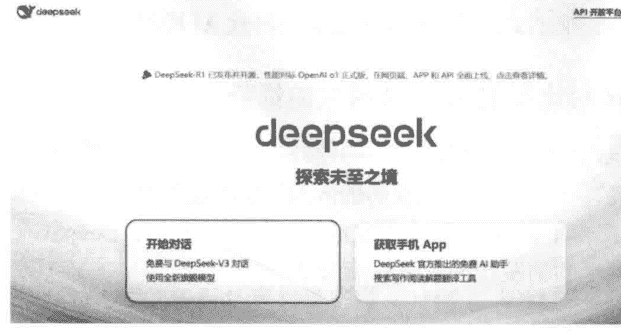 deepseek
API 开放平台
DeepSeek-R1 已发布并开源，性能对标 OpenAI o1 正式版，在网页端、APP 和 API 全面上线，点击查看详情。
deepseek
探索未至之境
开始对话
获取手机 App
免费与 DeepSeek-V3 对话
使用全新旗舰模型
DeepSeek 官方推出的免费 AI 助手
搜索写作阅读解题翻译工具